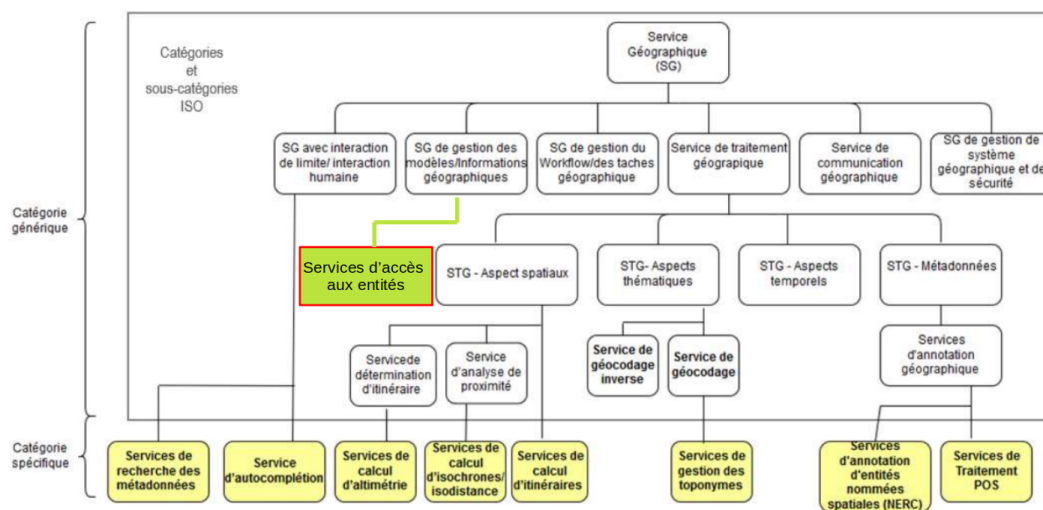 Catégories
et
sous-catégories
ISO
Service
Géographique
(SG)
SG avec interaction
de limite/ interaction
humaine
SG de gestion des
modèles/Informations
géographiques
SG de gestion du
Workflow/des taches
géographique
Service de traitement
géograpique
Service de
communication
géographique
SG de gestion de
système
géographique et de
sécurité
Catégorie
générique
Services d'accès
aux entités
STG - Aspect spatiaux
STG- Aspects
thématiques
STG - Aspects
temporels
STG - Métadonnées
Servicede
détermination
d'itinéraire
Service
d'analyse de
proximité
Service de
géocodage
inverse
Service de
géocodage
Services
d'annotation
géographique
Catégorie
spécifique
Services de
recherche des
métadonnées
Service
d'autocomplétion
Services de
calcul
d'altimétrie
Services de
calcul
d'isochrones/
isodistance
Services de
calcul
d'itinéraires
Services de
gestion des
toponymes
Services
d'annotation
d'entités
nommées
spatiales (NERC)
Services de
Traitement
POS